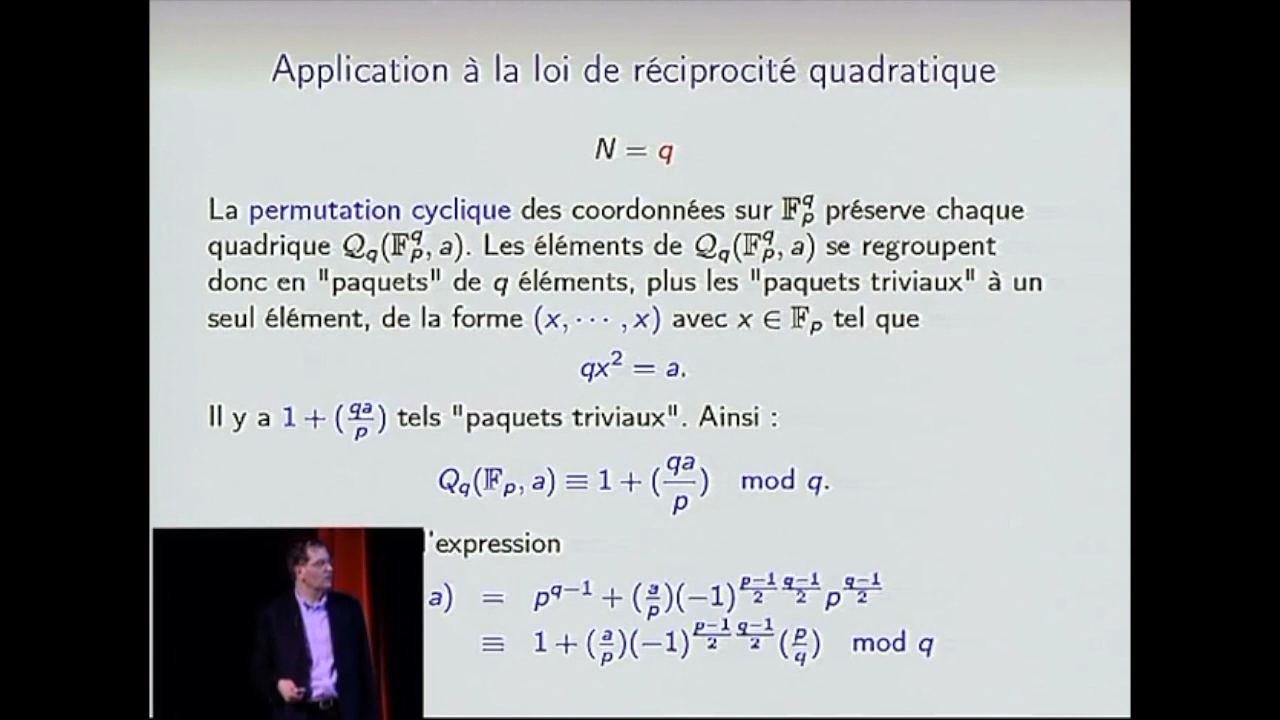 Application à la loi de réciprocité quadratique
N = q
La permutation cyclique des coordonnées sur 𝔽_p^q préserve chaque
quadrique 𝒬_q(𝔽_p^q, a). Les éléments de 𝒬_q(𝔽_p^q, a) se regroupent
donc en "paquets" de q éléments, plus les "paquets triviaux" à un
seul élément, de la forme (x, ⋯ , x) avec x ∈ 𝔽_p tel que
qx² = a.
Il y a 1 + (qa/p) tels "paquets triviaux". Ainsi :
Q_q(𝔽_p, a) ≡ 1 + (qa/p) mod q.
l'expression
a) = p^{q−1} + (a/p)(−1)^{(p−1)/2 (q−1)/2} p^{(q−1)/2}
≡ 1 + (a/p)(−1)^{(p−1)/2 (q−1)/2} (p/q) mod q